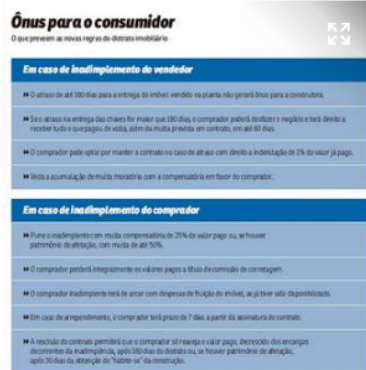 Ônus para o consumidor
O que preveem as novas regras do distrato imobiliário
Em caso de inadimplemento do vendedor
O atraso de até 180 dias para a entrega do imóvel vendido na planta não gerará ônus para a construtora.
Se o atraso na entrega das chaves for maior que 180 dias, o comprador poderá desfazer o negócio e terá direito a
receber tudo o que pagou de volta, além da multa prevista em contrato, em até 60 dias.
O comprador pode optar por manter o contrato no caso de atraso com direito a indenização de 1% do valor já pago.
Veda a acumulação de multa moratória com a compensatória em favor do comprador.
Em caso de inadimplemento do comprador
Pune o inadimplente com multa compensatória de 25% do valor pago ou, se houver
patrimônio de afetação, com multa de até 50%.
O comprador perderá integralmente os valores pagos a título de comissão de corretagem.
O comprador inadimplente terá de arcar com despesas de fruição do imóvel, se já tiver sido disponibilizado.
Em caso de arrependimento, o comprador terá prazo de 7 dias a partir da assinatura do contrato.
A rescisão do contrato permitirá que o comprador só reaveja o valor pago, decrescido dos encargos
decorrentes da inadimplência, após 180 dias do distrato ou, se houver patrimônio de afetação,
após 30 dias da obtenção do "habite-se" da construção.